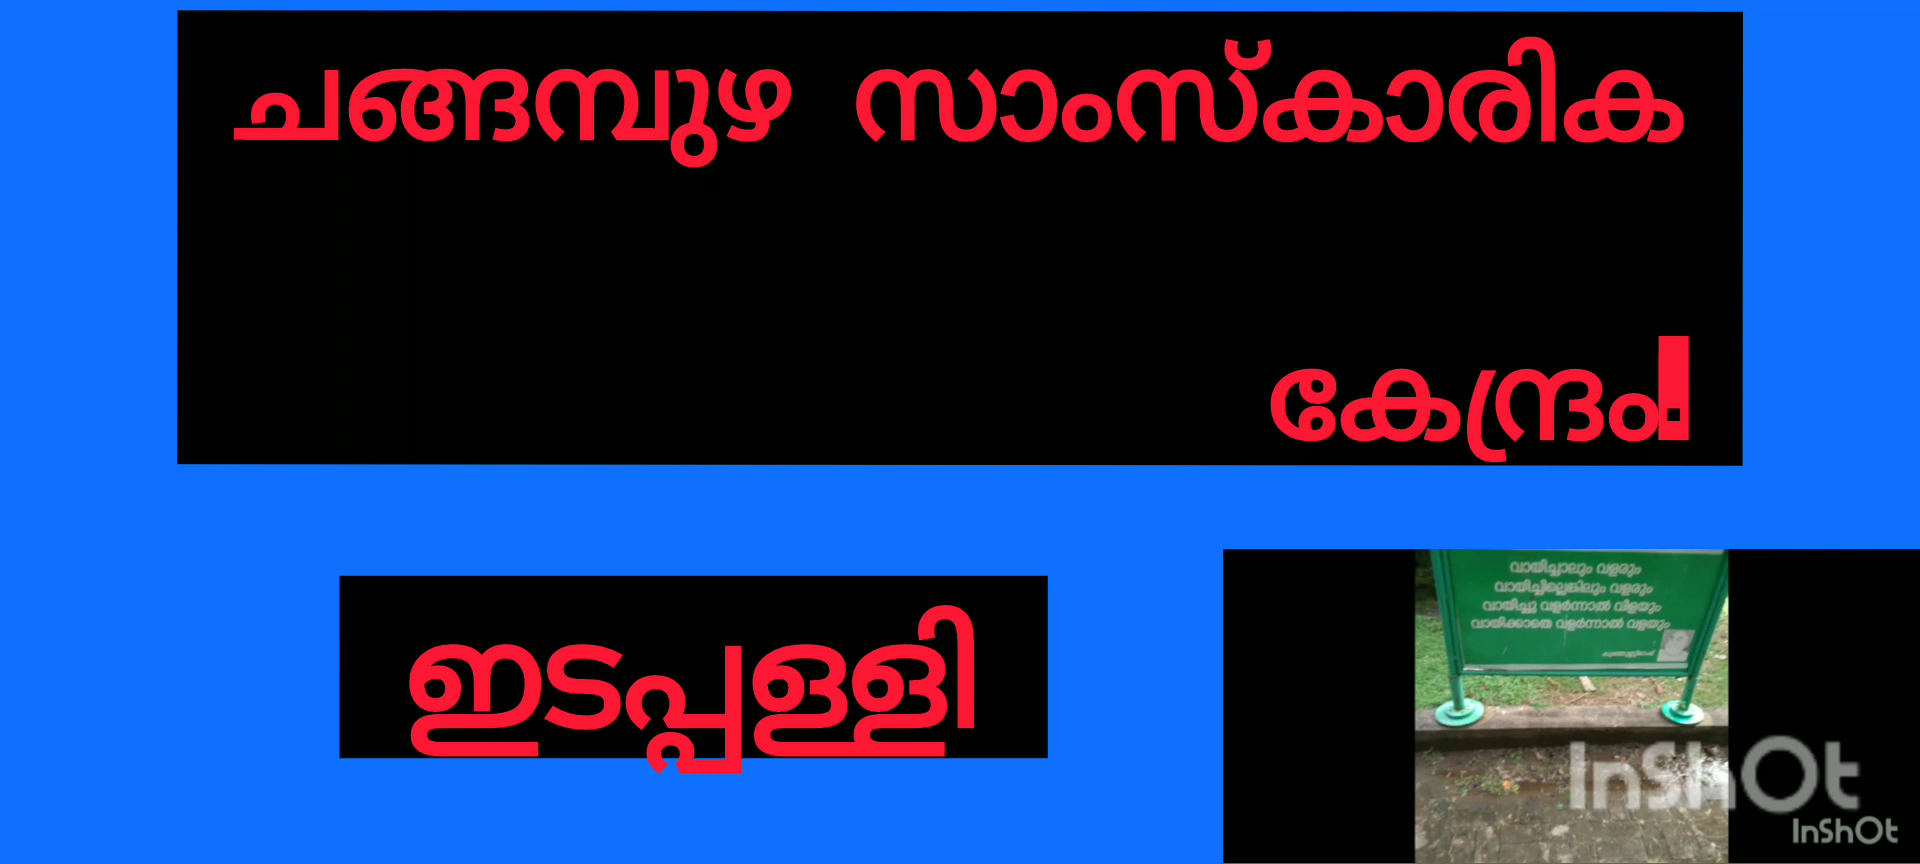 ചങ്ങമ്പുഴ സാംസ്കാരിക
കേന്ദ്രം.
ഇടപ്പള്ളി
വായിച്ചാലും വളരും
വായിച്ചില്ലെങ്കിലും വളരും
വായിച്ചു വളർന്നാൽ വിളയും
വായിക്കാതെ വളർന്നാൽ വളയും
കുഞ്ഞുണ്ണിമാഷ്
InShOt
InShOt